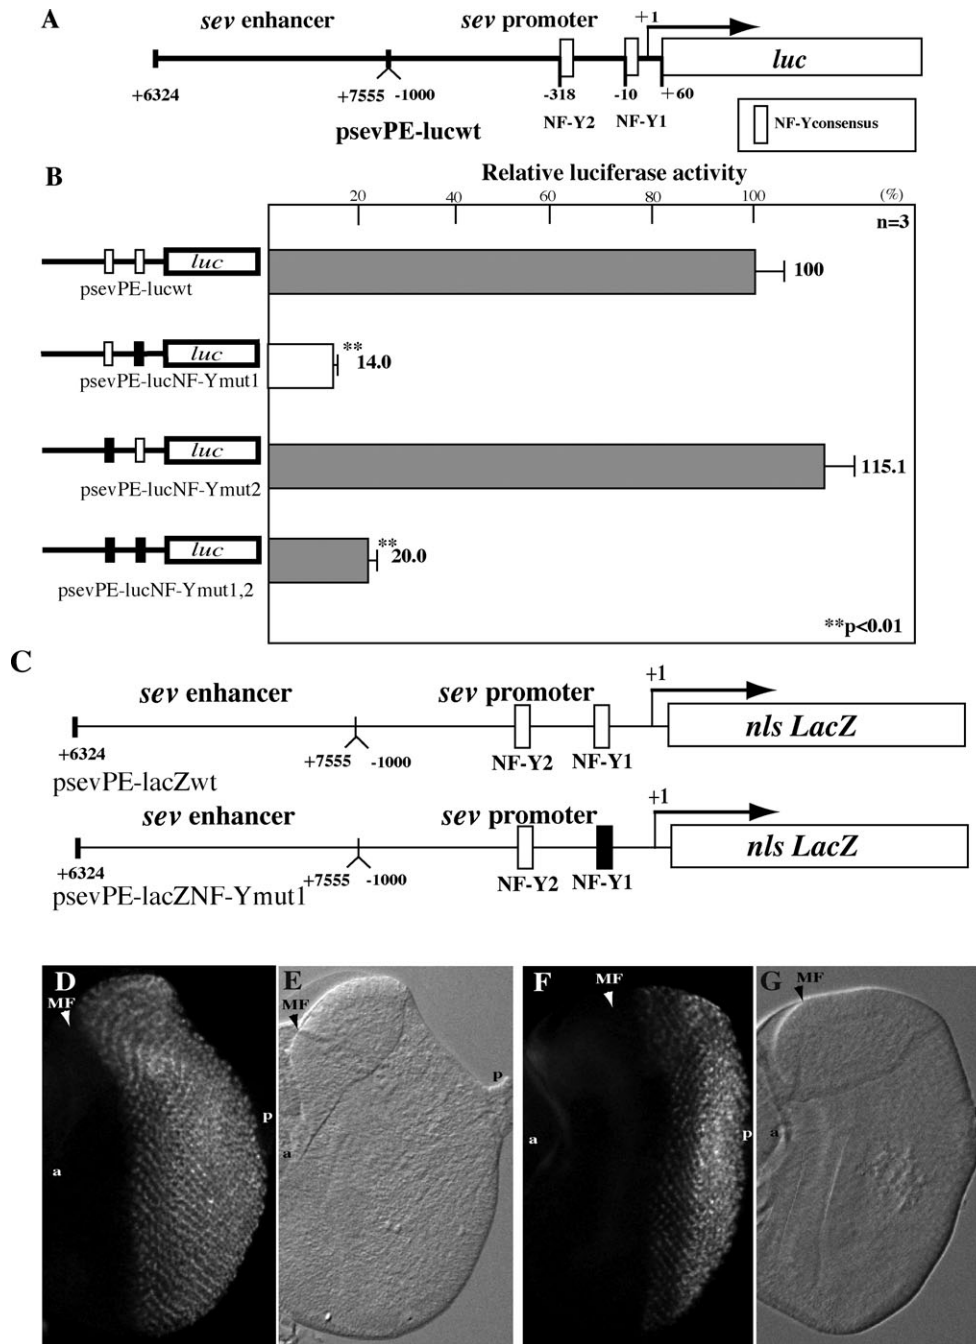 A
sev enhancer
sev promoter
+1
luc
+6324
+7555
-1000
-318
-10
+60
NF-Y2
NF-Y1
psevPE-lucwt
NF-Yconsensus
B
Relative luciferase activity
20
40
60
80
100
(%)
n=3
luc
psevPE-lucwt
100
luc
psevPE-lucNF-Ymut1
**
14.0
luc
psevPE-lucNF-Ymut2
115.1
luc
psevPE-lucNF-Ymut1,2
**
20.0
**p<0.01
C
sev enhancer
sev promoter
+1
nls LacZ
+6324
+7555
-1000
NF-Y2
NF-Y1
psevPE-lacZwt
sev enhancer
sev promoter
+1
nls LacZ
+6324
+7555
-1000
NF-Y2
NF-Y1
psevPE-lacZNF-Ymut1
D
MF
a
p
E
MF
a
p
F
MF
a
p
G
MF
a